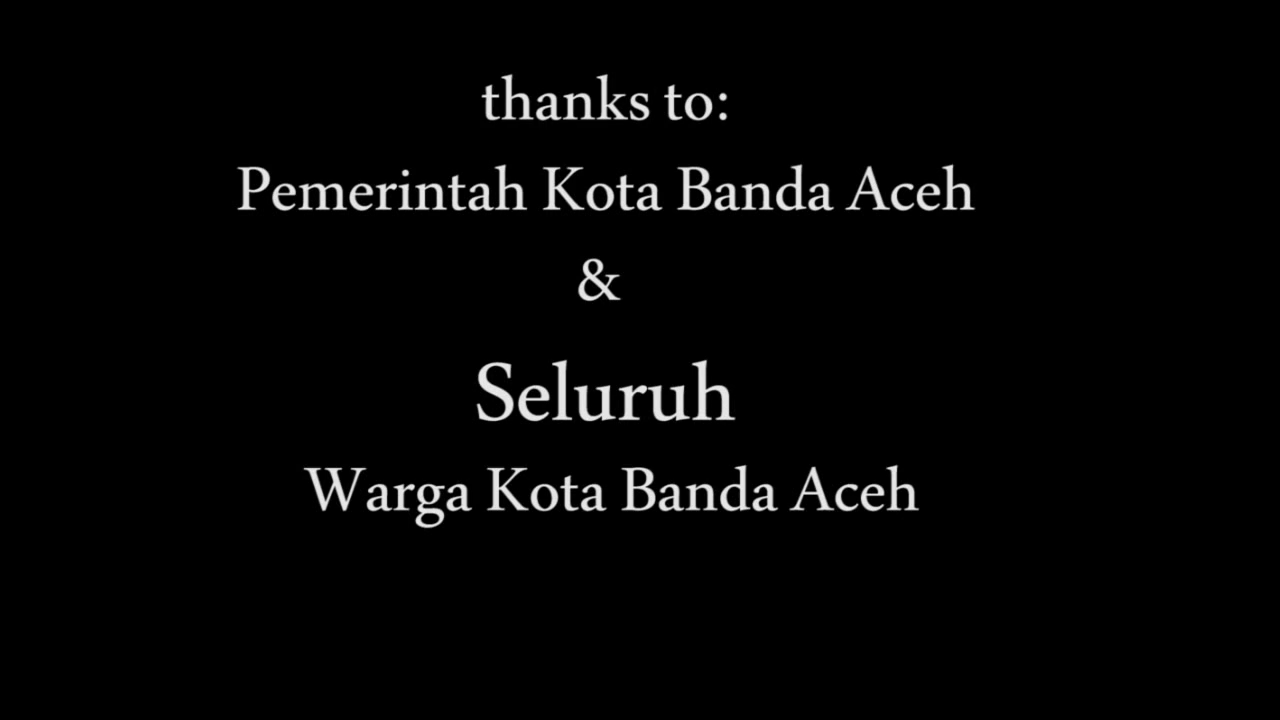 thanks to:
Pemerintah Kota Banda Aceh
&
Seluruh
Warga Kota Banda Aceh